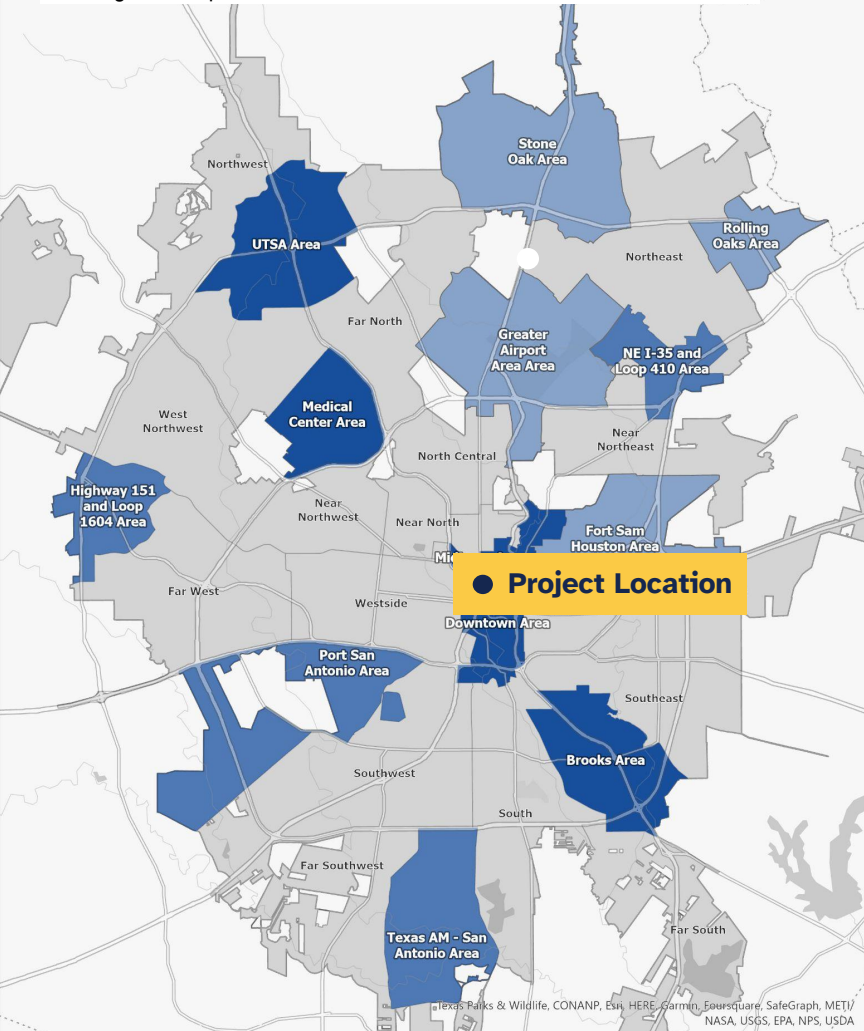 Stone
Oak Area
Northwest
Rolling
Oaks Area
UTSA Area
Northeast
Far North
Greater
Airport
Area Area
NE I-35 and
Loop 410 Area
Medical
Center Area
West
Northwest
Near
Northeast
North Central
Highway 151
and Loop
1604 Area
Near
Northwest
Near North
Fort Sam
Houston Area
Project Location
Far West
Westside
Downtown Area
Port San
Antonio Area
Southeast
Brooks Area
Southwest
South
Far Southwest
Far South
Texas AM - San
Antonio Area
Texas Parks & Wildlife, CONANP, Esri, HERE, Garmin, Foursquare, SafeGraph, METI/
NASA, USGS, EPA, NPS, USDA